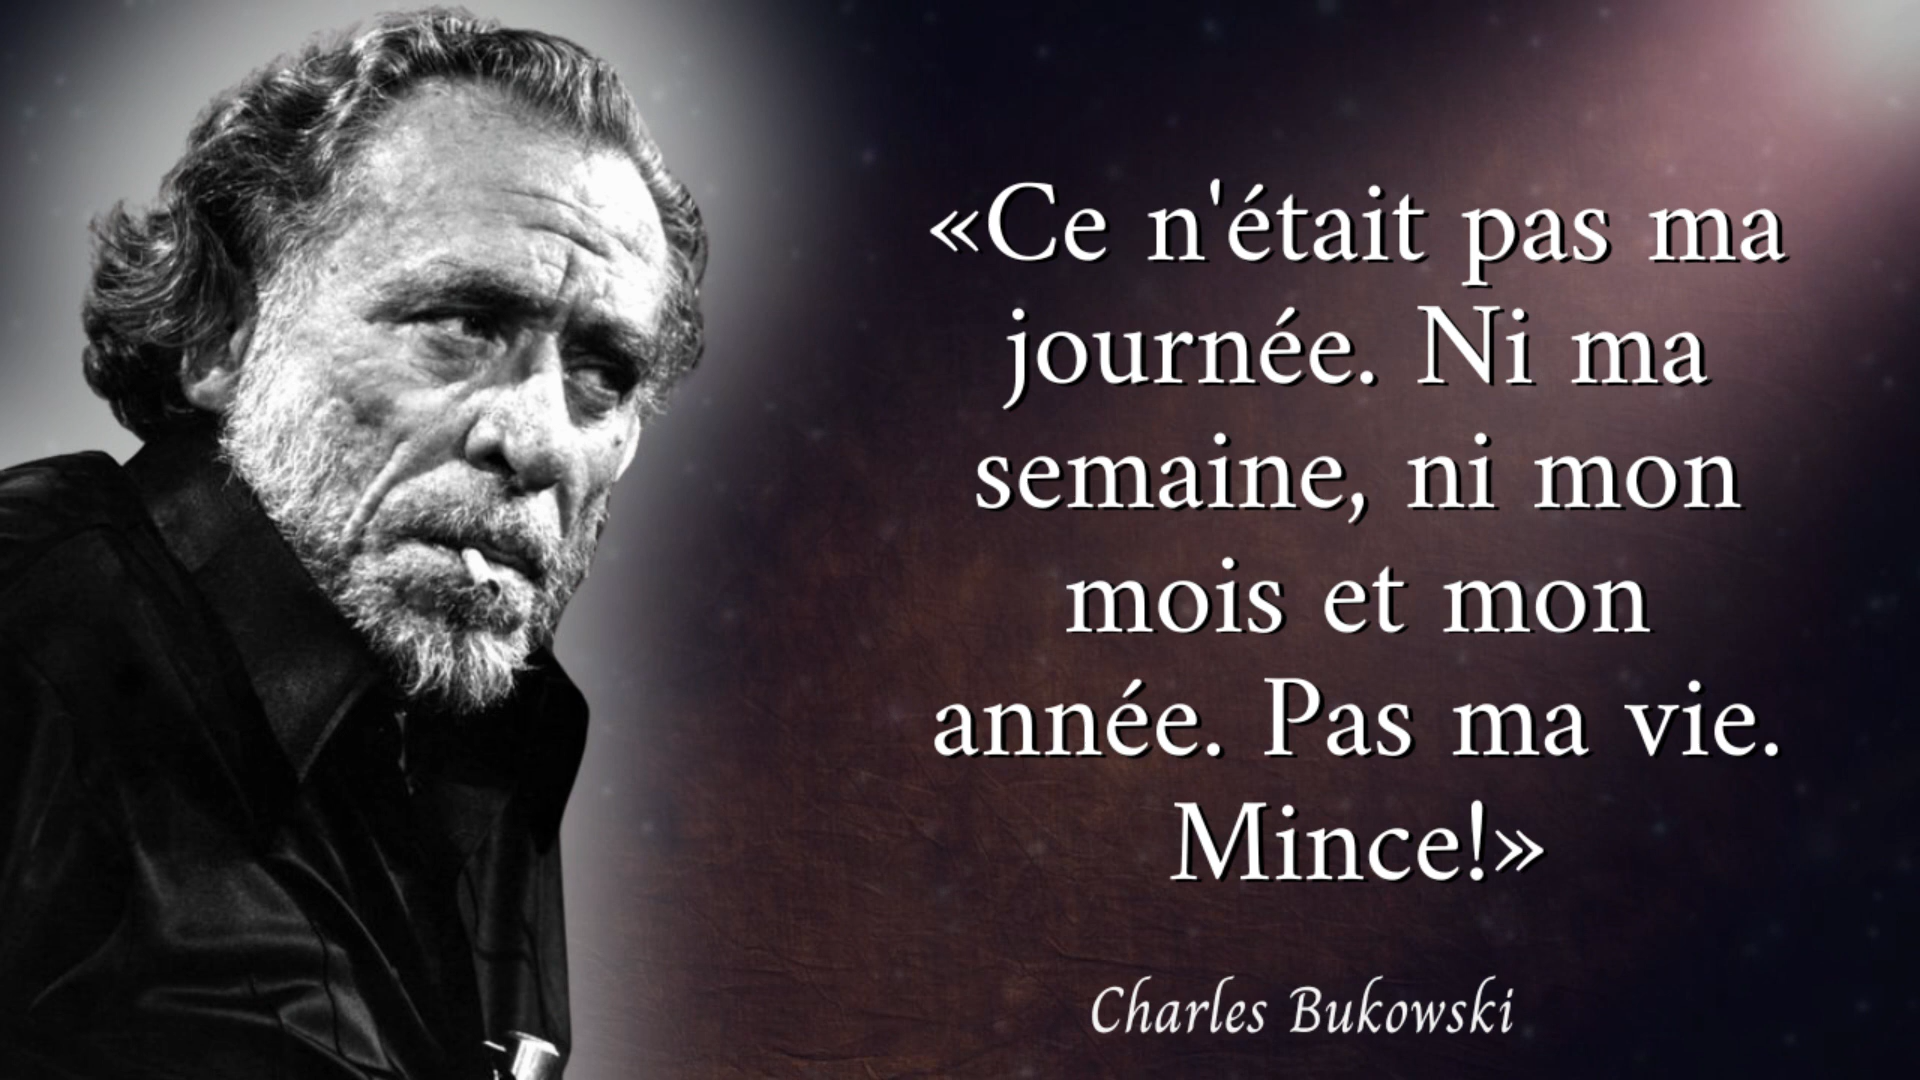 «Ce n'était pas ma
journée. Ni ma
semaine, ni mon
mois et mon
année. Pas ma vie.
Mince!»
Charles Bukowski